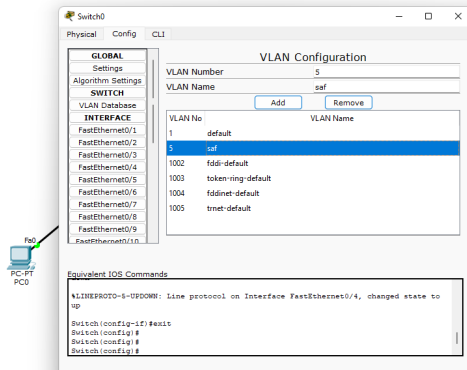 Switch0
Physical Config CLI
GLOBAL
Settings
Algorithm Settings
SWITCH
VLAN Database
INTERFACE
FastEthernet0/1
FastEthernet0/2
FastEthernet0/3
FastEthernet0/4
FastEthernet0/5
FastEthernet0/6
FastEthernet0/7
FastEthernet0/8
FastEthernet0/9
FastEthernet0/10
VLAN Configuration
VLAN Number 5
VLAN Name saf
Add Remove
VLAN No VLAN Name
1 default
5 saf
1002 fddi-default
1003 token-ring-default
1004 fddinet-default
1005 trnet-default
Fa0
PC-PT
PC0
Equivalent IOS Commands
%LINEPROTO-5-UPDOWN: Line protocol on Interface FastEthernet0/4, changed state to
up
Switch(config-if)#exit
Switch(config)#
Switch(config)#
Switch(config)#